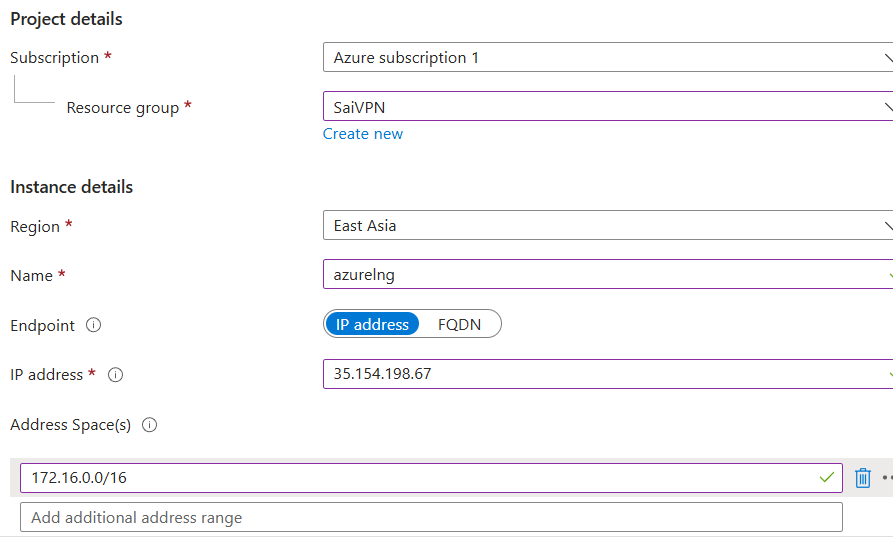 Project details
Subscription * Azure subscription 1
Resource group * SaiVPN
Create new
Instance details
Region * East Asia
Name * azurelng
Endpoint IP address FQDN
IP address * 35.154.198.67
Address Space(s)
172.16.0.0/16
Add additional address range